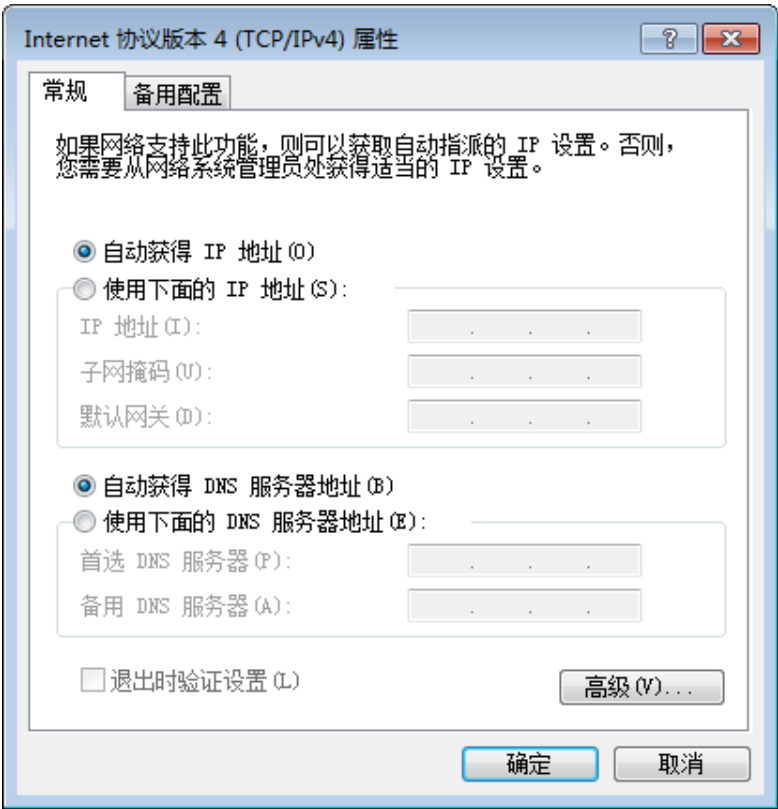 Internet 协议版本 4 (TCP/IPv4) 属性
常规
备用配置
如果网络支持此功能，则可以获取自动指派的 IP 设置。否则，
您需要从网络系统管理员处获得适当的 IP 设置。
自动获得 IP 地址(O)
使用下面的 IP 地址(S):
IP 地址(I):
子网掩码(U):
默认网关(D):
自动获得 DNS 服务器地址(B)
使用下面的 DNS 服务器地址(E):
首选 DNS 服务器(P):
备用 DNS 服务器(A):
退出时验证设置(L)
高级(V)...
确定
取消